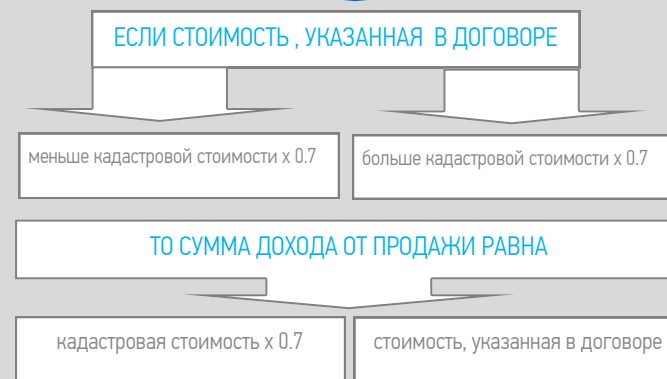 ЕСЛИ СТОИМОСТЬ , УКАЗАННАЯ В ДОГОВОРЕ
меньше кадастровой стоимости х 0.7
больше кадастровой стоимости х 0.7
ТО СУММА ДОХОДА ОТ ПРОДАЖИ РАВНА
кадастровая стоимость х 0.7
стоимость, указанная в договоре